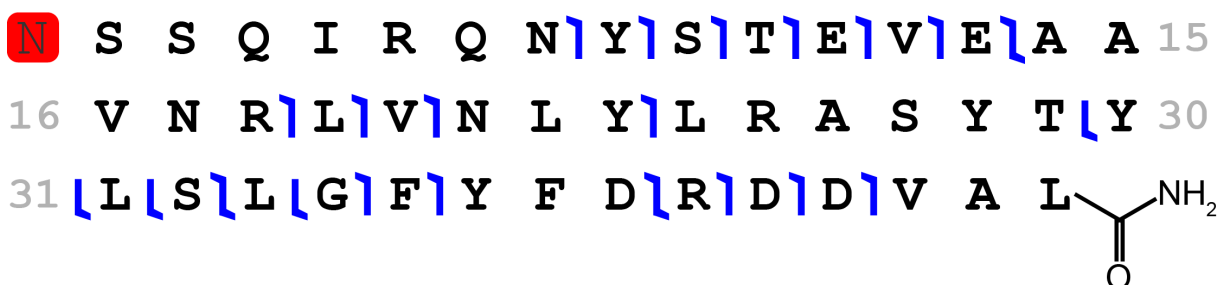 N S S Q I R Q N Y S T E V E A A 15
16 V N R L V N L Y L R A S Y T Y 30
31 L S L G F Y F D R D D V A L NH2
O